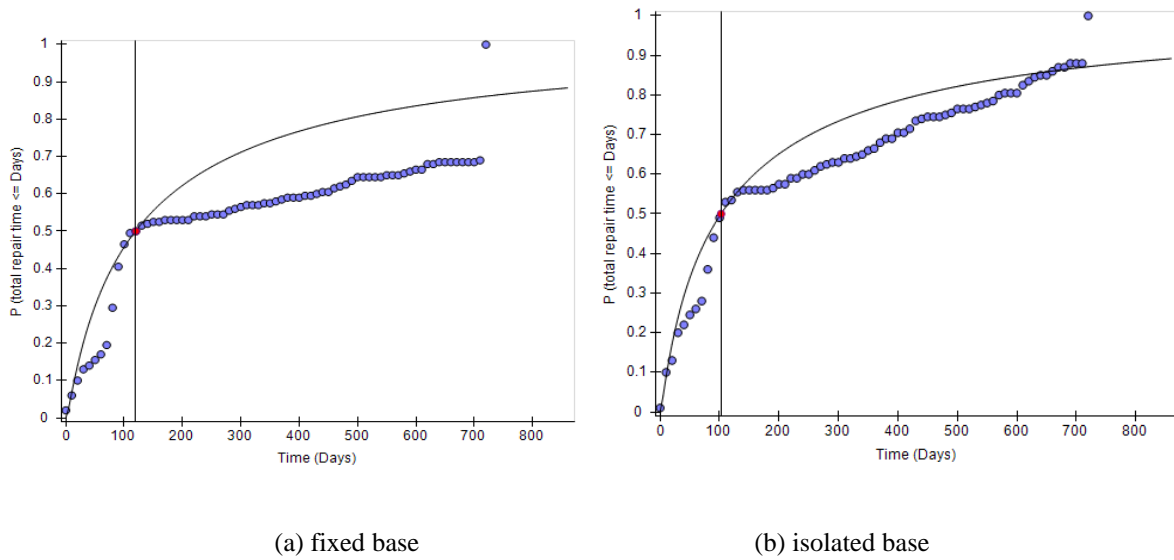 1
0.9
0.8
0.7
0.6
0.5
0.4
0.3
0.2
0.1
0
P (total repair time <= Days)
0 100 200 300 400 500 600 700 800
Time (Days)
1
0.9
0.8
0.7
0.6
0.5
0.4
0.3
0.2
0.1
0
P (total repair time <= Days)
0 100 200 300 400 500 600 700 800
Time (Days)
(a) fixed base
(b) isolated base